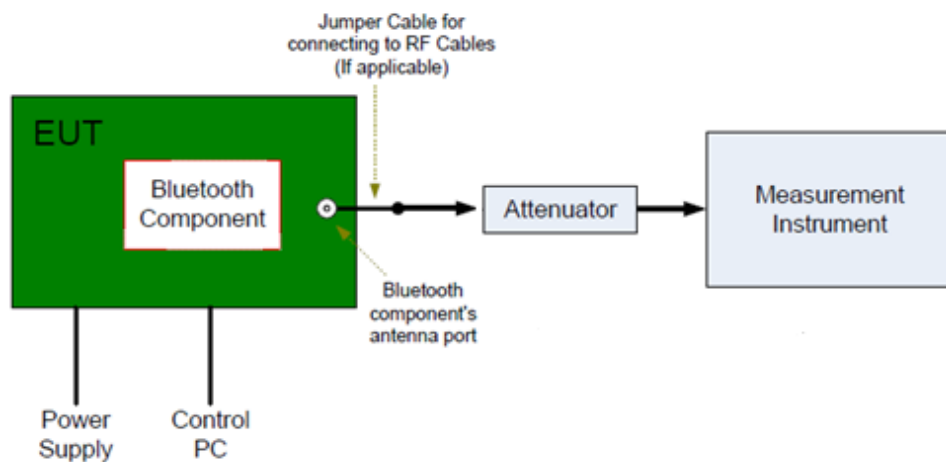 Jumper Cable for
connecting to RF Cables
(If applicable)
EUT
Bluetooth
Component
Attenuator
Measurement
Instrument
Bluetooth
component's
antenna port
Power
Supply
Control
PC